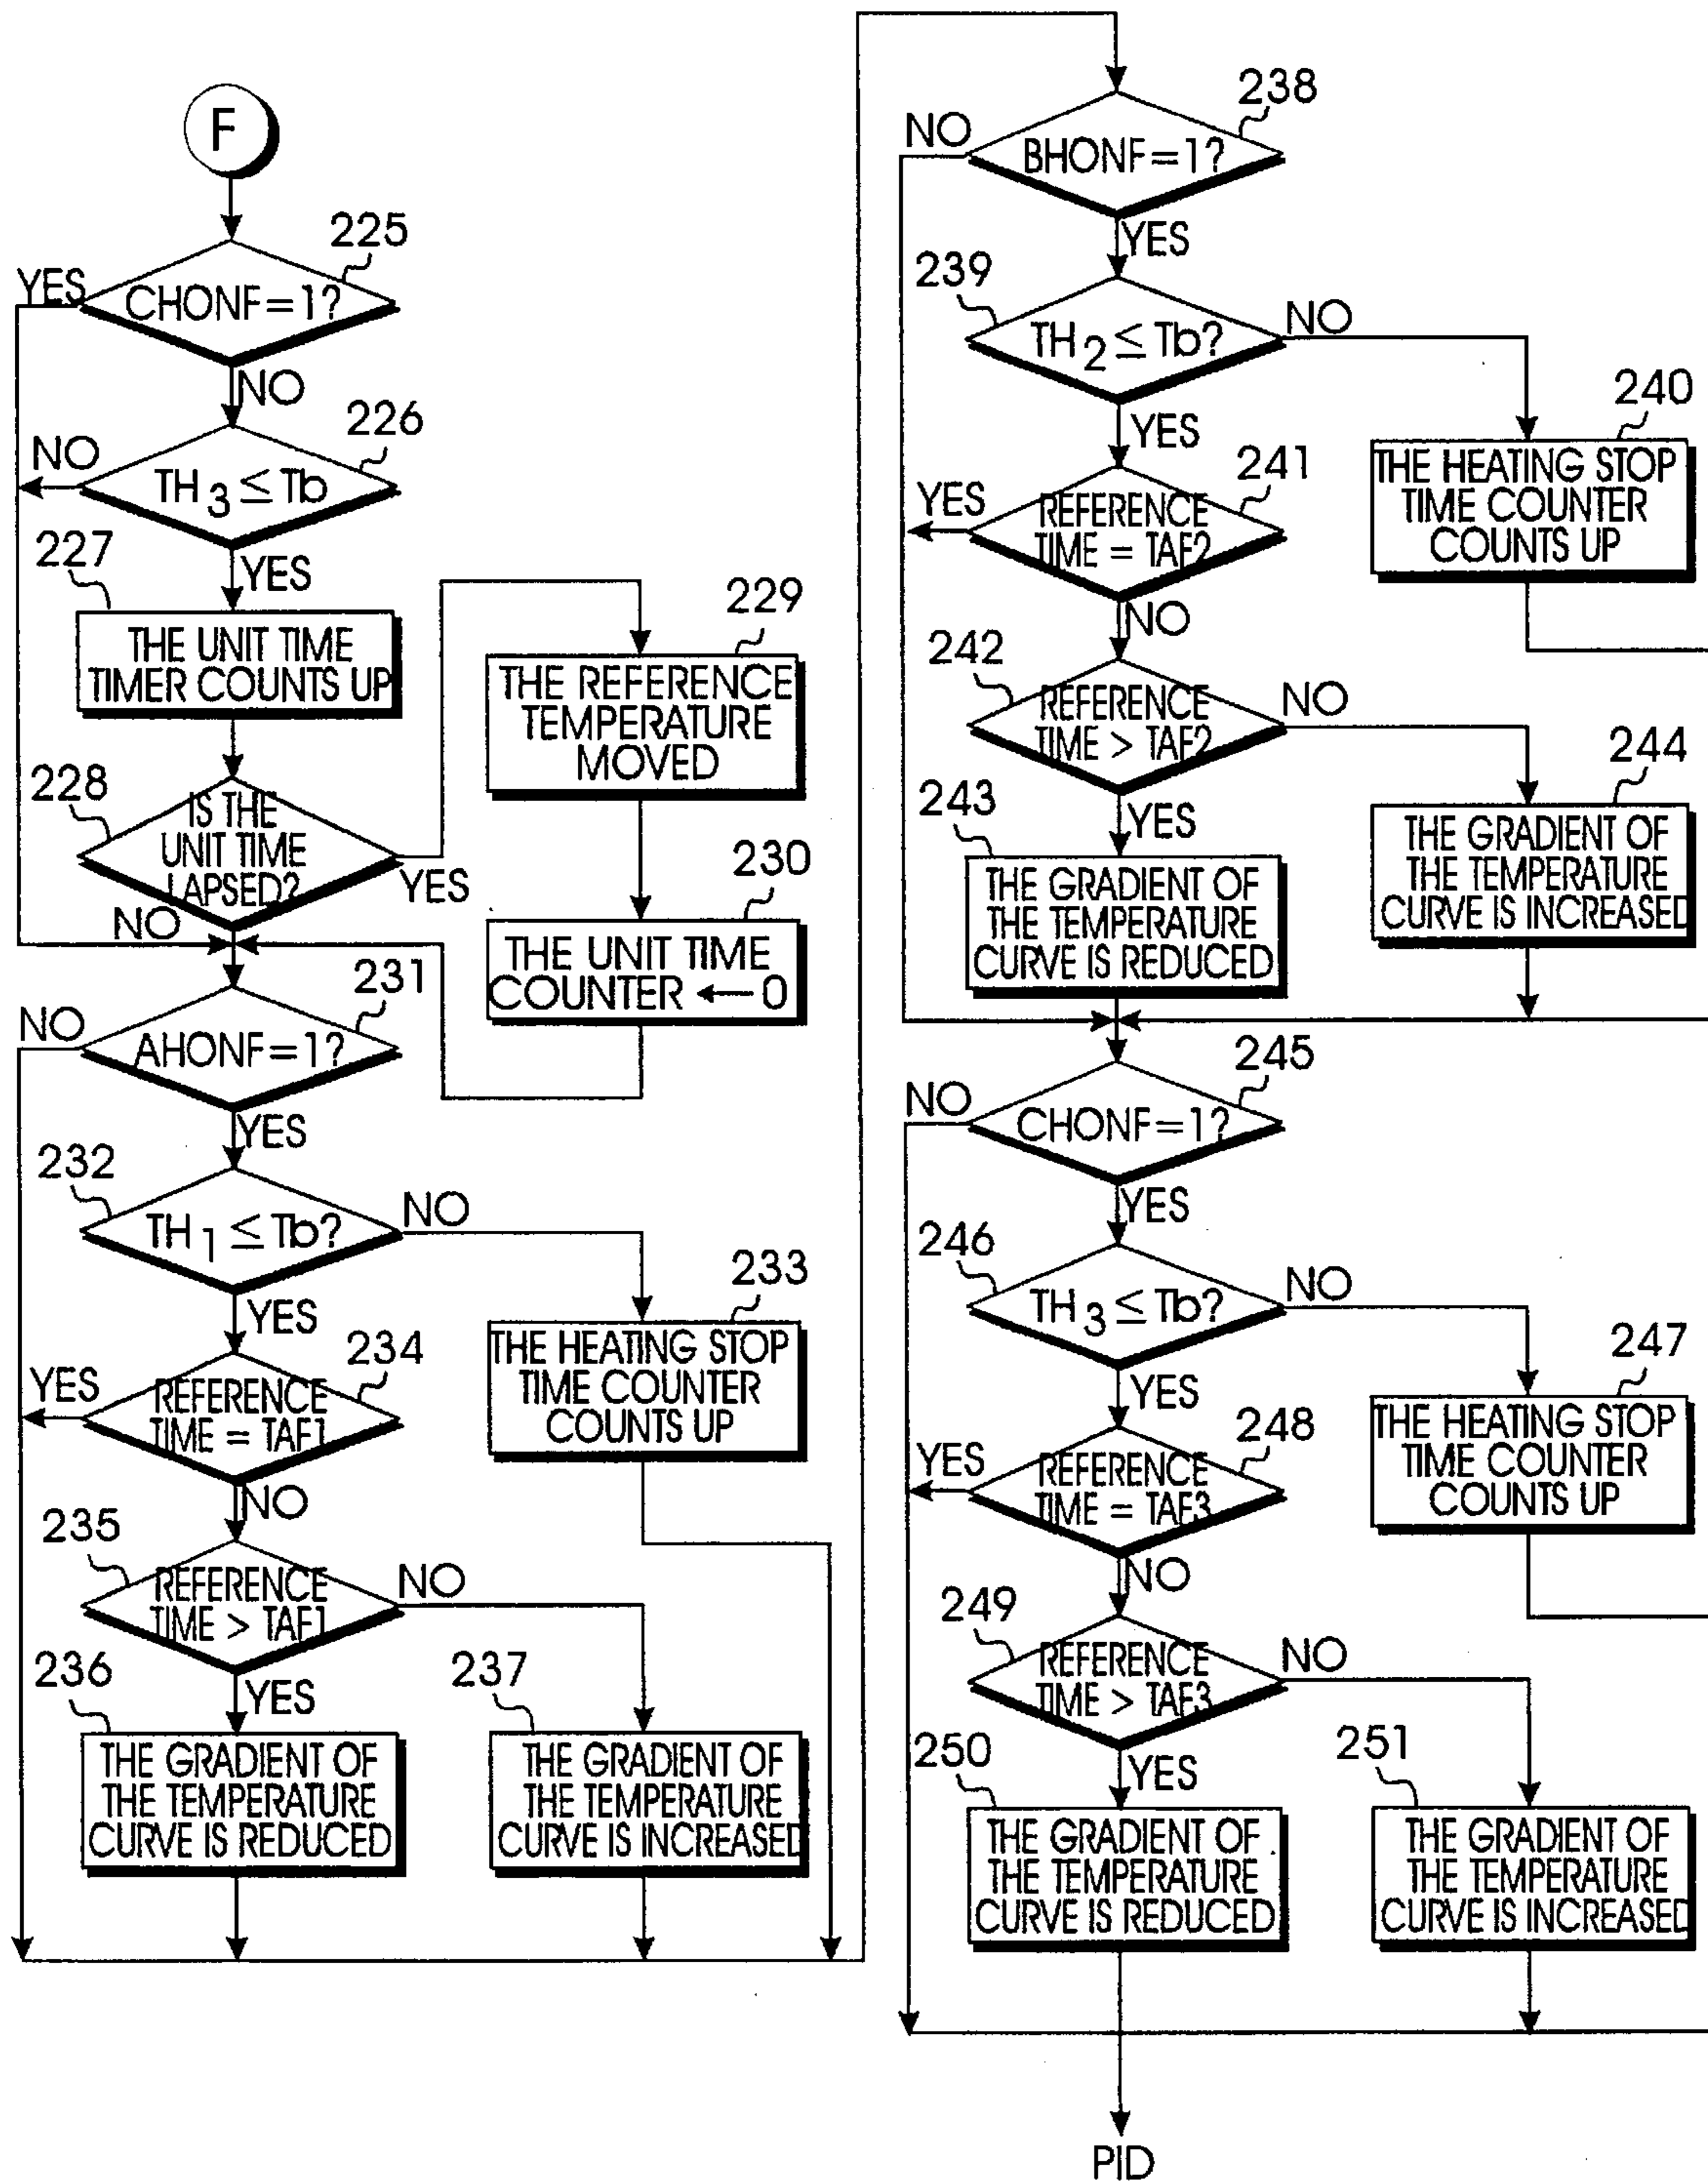 F
225
CHONF=1?
YES
NO
226
TH3 ≤ Tb
NO
YES
227
THE UNIT TIME
TIMER COUNTS UP
228
IS THE
UNIT TIME
LAPSED?
YES
NO
229
THE REFERENCE
TEMPERATURE
MOVED
230
THE UNIT TIME
COUNTER ← 0
231
AHONF=1?
NO
YES
232
TH1 ≤ Tb?
NO
YES
233
THE HEATING STOP
TIME COUNTER
COUNTS UP
234
REFERENCE
TIME = TAF1
YES
NO
235
REFERENCE
TIME > TAF1
NO
YES
236
THE GRADIENT OF
THE TEMPERATURE
CURVE IS REDUCED
237
THE GRADIENT OF
THE TEMPERATURE
CURVE IS INCREASED
238
BHONF=1?
NO
YES
239
TH2 ≤ Tb?
NO
YES
240
THE HEATING STOP
TIME COUNTER
COUNTS UP
241
REFERENCE
TIME = TAF2
YES
NO
242
REFERENCE
TIME > TAF2
NO
YES
243
THE GRADIENT OF
THE TEMPERATURE
CURVE IS REDUCED
244
THE GRADIENT OF
THE TEMPERATURE
CURVE IS INCREASED
245
CHONF=1?
NO
YES
246
TH3 ≤ Tb?
NO
YES
247
THE HEATING STOP
TIME COUNTER
COUNTS UP
248
REFERENCE
TIME = TAF3
YES
NO
249
REFERENCE
TIME > TAF3
NO
YES
250
THE GRADIENT OF
THE TEMPERATURE
CURVE IS REDUCED
251
THE GRADIENT OF
THE TEMPERATURE
CURVE IS INCREASED
PID